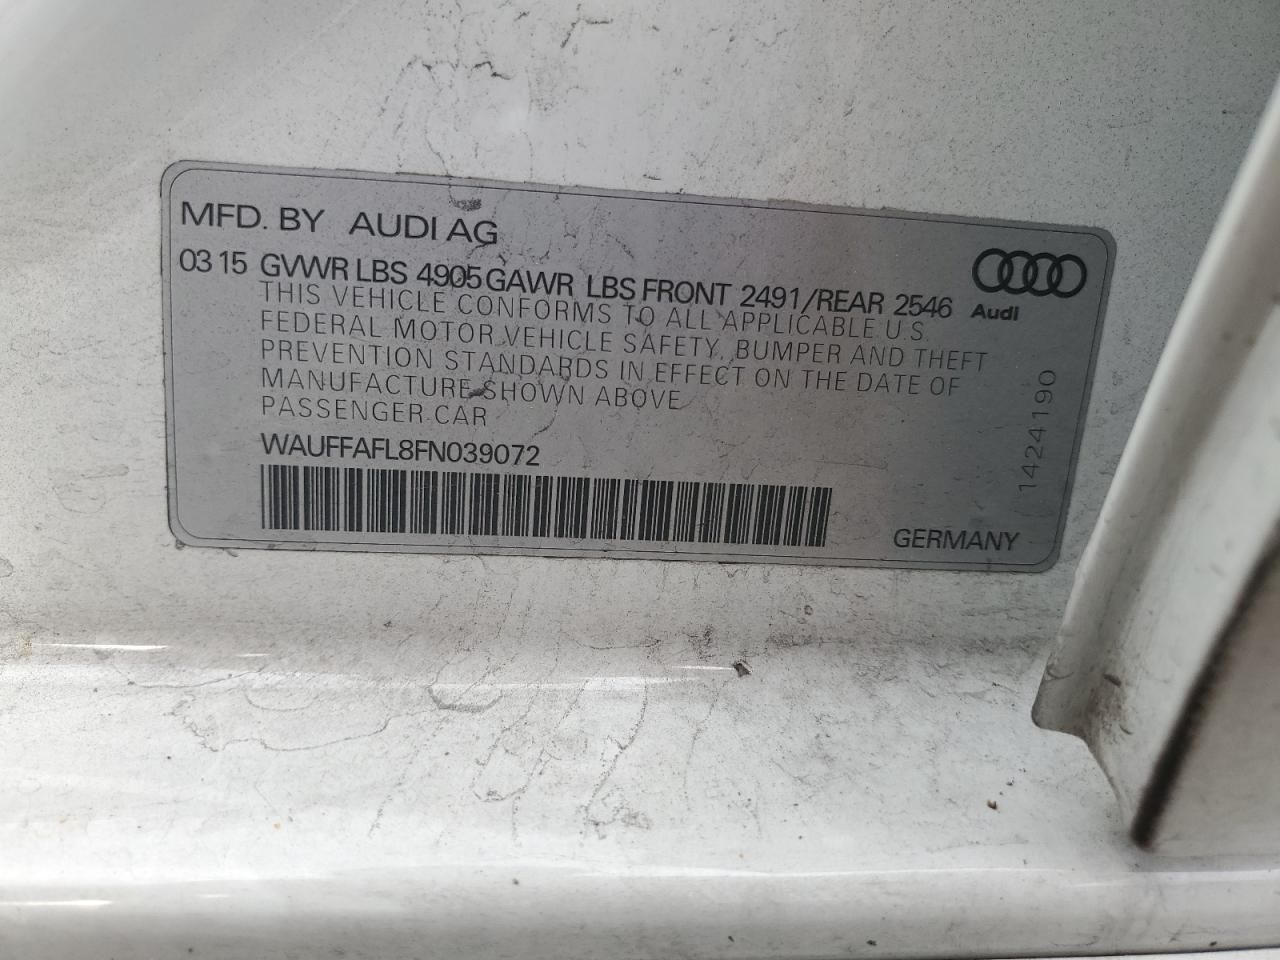 MFD. BY AUDI AG
03 15 GVWR LBS 4905 GAWR LBS FRONT 2491/REAR 2546
Audi
THIS VEHICLE CONFORMS TO ALL APPLICABLE U.S.
FEDERAL MOTOR VEHICLE SAFETY, BUMPER AND THEFT
PREVENTION STANDARDS IN EFFECT ON THE DATE OF
MANUFACTURE SHOWN ABOVE
PASSENGER CAR
WAUFFAFL8FN039072
GERMANY
1424190